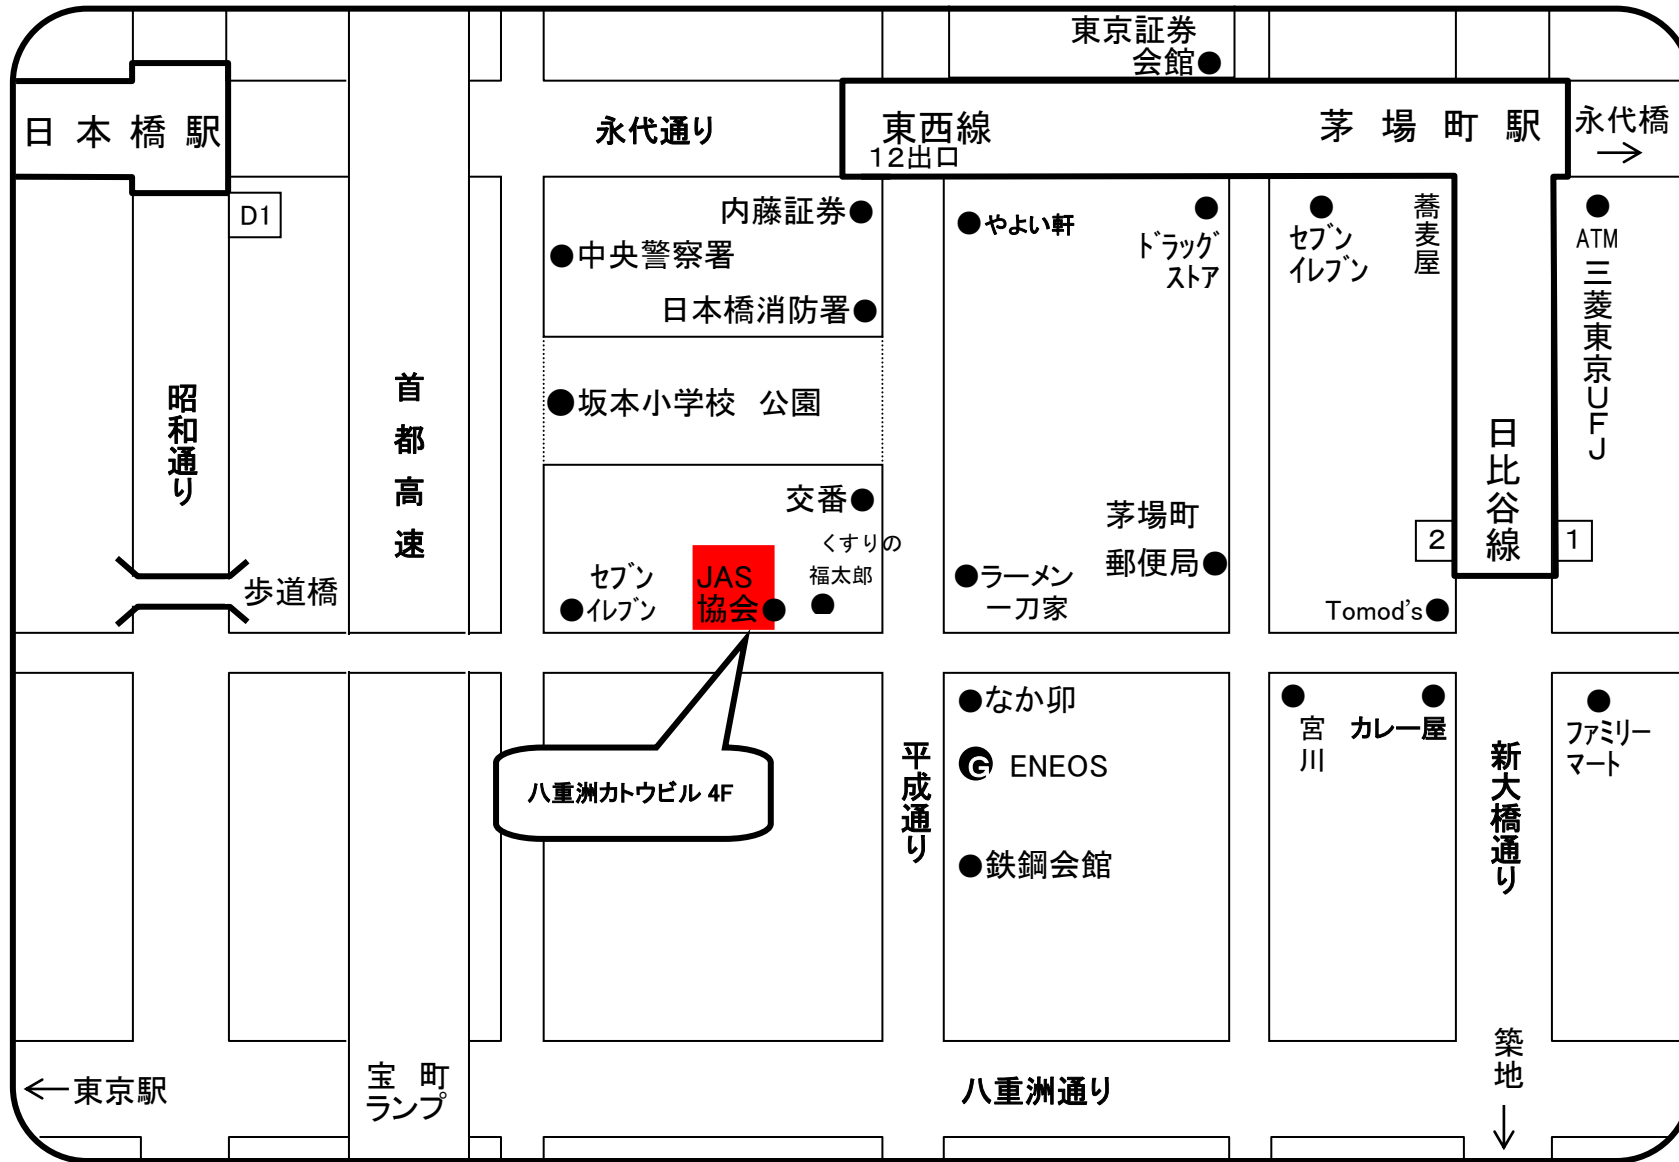 東京証券
会館
日本橋駅
永代通り
東西線
12出口
茅場町駅
永代橋
→
D1
内藤証券
中央警察署
日本橋消防署
やよい軒
ドラッグ
ストア
セブン
イレブン
蕎麦屋
ATM
三菱東京UFJ
昭和通り
首都高速
坂本小学校 公園
日比谷線
交番
くすりの
福太郎
茅場町
郵便局
2
1
歩道橋
セブン
イレブン
JAS
協会
ラーメン
一刀家
Tomod's
なか卯
G ENEOS
宮川
カレー屋
ファミリー
マート
八重洲カトウビル 4F
平成通り
新大橋通り
鉄鋼会館
築地
↓
←東京駅
宝町
ランプ
八重洲通り